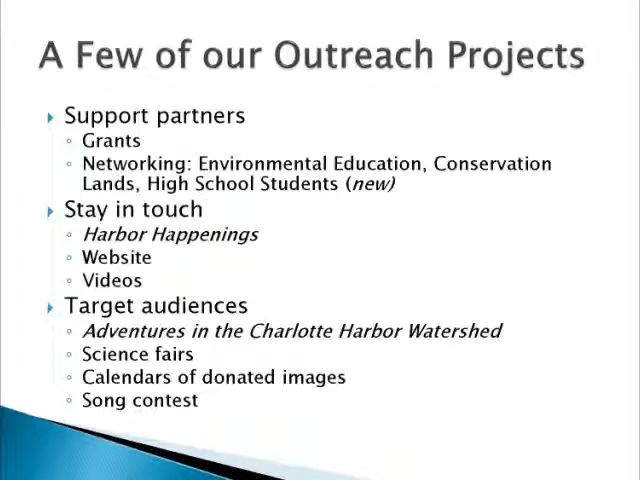 A Few of our Outreach Projects
Support partners
Grants
Networking: Environmental Education, Conservation
Lands, High School Students (new)
Stay in touch
Harbor Happenings
Website
Videos
Target audiences
Adventures in the Charlotte Harbor Watershed
Science fairs
Calendars of donated images
Song contest